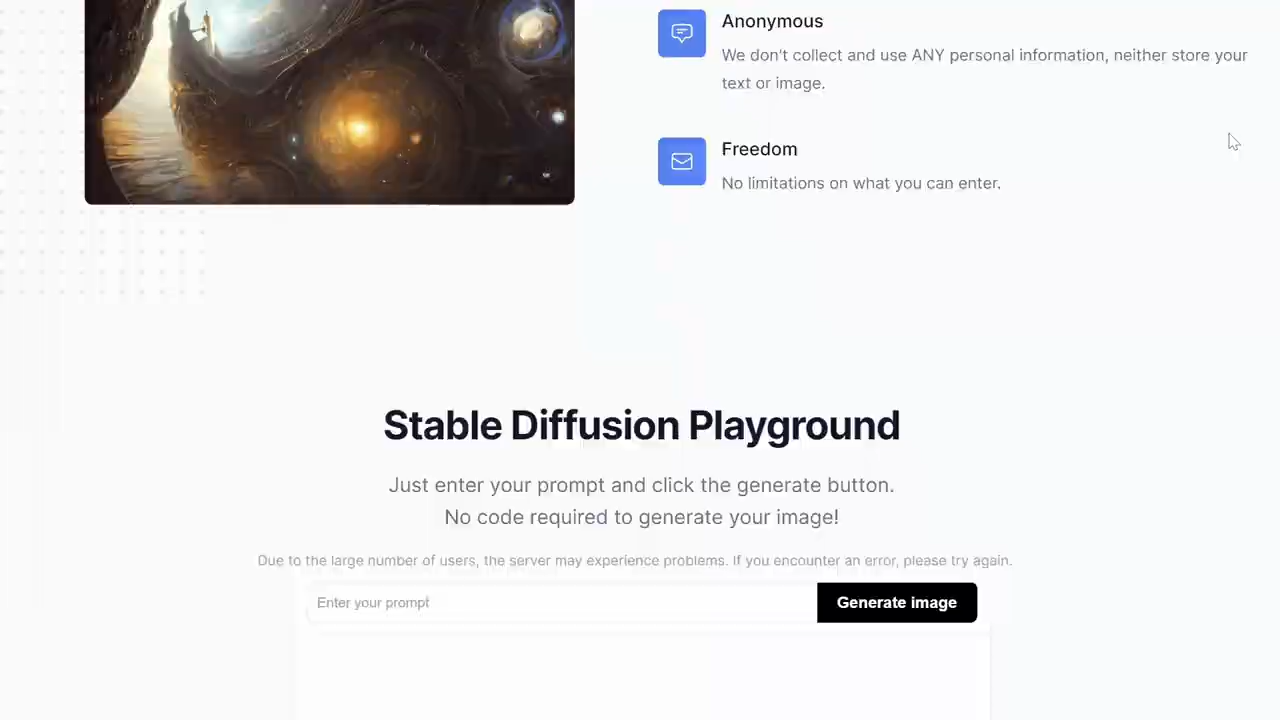 Anonymous
We don't collect and use ANY personal information, neither store your
text or image.
Freedom
No limitations on what you can enter.
Stable Diffusion Playground
Just enter your prompt and click the generate button.
No code required to generate your image!
Due to the large number of users, the server may experience problems. If you encounter an error, please try again.
Enter your prompt
Generate image